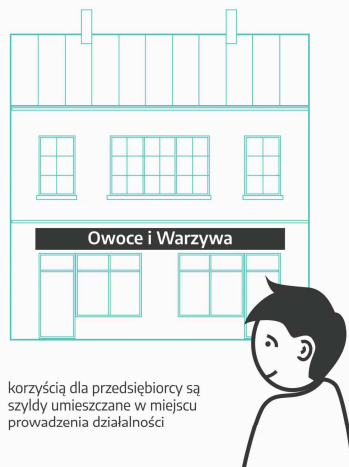 Owoce i Warzywa
korzyścią dla przedsiębiorcy są
szyldy umieszczane w miejscu
prowadzenia działalności